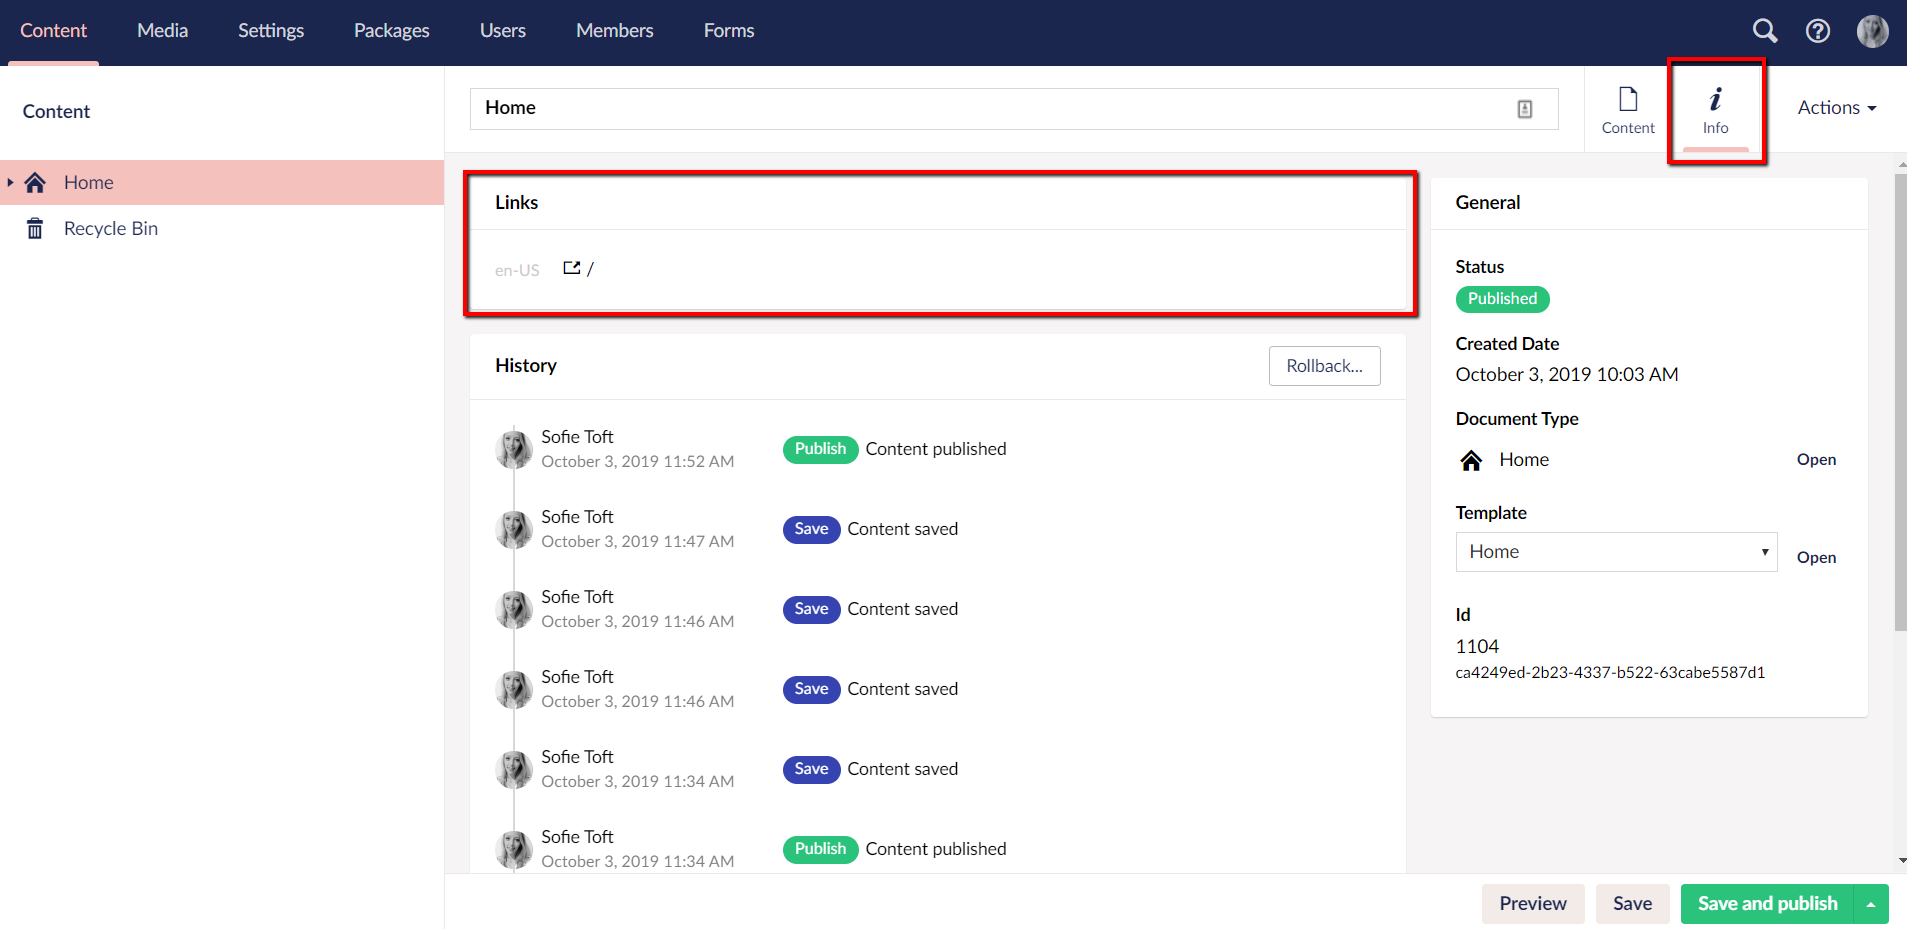 Content Media Settings Packages Users Members Forms
Content
Home
Recycle Bin
Home
Content
Info
Actions
Links
en-US /
History
Rollback...
Sofie Toft
October 3, 2019 11:52 AM
Publish Content published
Sofie Toft
October 3, 2019 11:47 AM
Save Content saved
Sofie Toft
October 3, 2019 11:46 AM
Save Content saved
Sofie Toft
October 3, 2019 11:46 AM
Save Content saved
Sofie Toft
October 3, 2019 11:34 AM
Save Content saved
Sofie Toft
October 3, 2019 11:34 AM
Publish Content published
General
Status
Published
Created Date
October 3, 2019 10:03 AM
Document Type
Home Open
Template
Home Open
Id
1104
ca4249ed-2b23-4337-b522-63cabe5587d1
Preview Save Save and publish